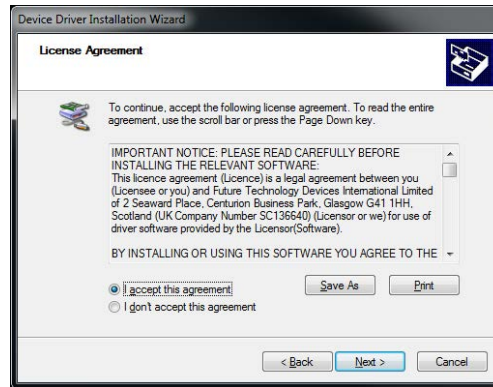 Device Driver Installation Wizard
License Agreement
To continue, accept the following license agreement. To read the entire
agreement, use the scroll bar or press the Page Down key.
IMPORTANT NOTICE: PLEASE READ CAREFULLY BEFORE
INSTALLING THE RELEVANT SOFTWARE:
This licence agreement (Licence) is a legal agreement between you
(Licensee or you) and Future Technology Devices International Limited
of 2 Seaward Place, Centurion Business Park, Glasgow G41 1HH,
Scotland (UK Company Number SC136640) (Licensor or we) for use of
driver software provided by the Licensor(Software).
BY INSTALLING OR USING THIS SOFTWARE YOU AGREE TO THE
I accept this agreement
Save As
Print
I don't accept this agreement
< Back
Next >
Cancel